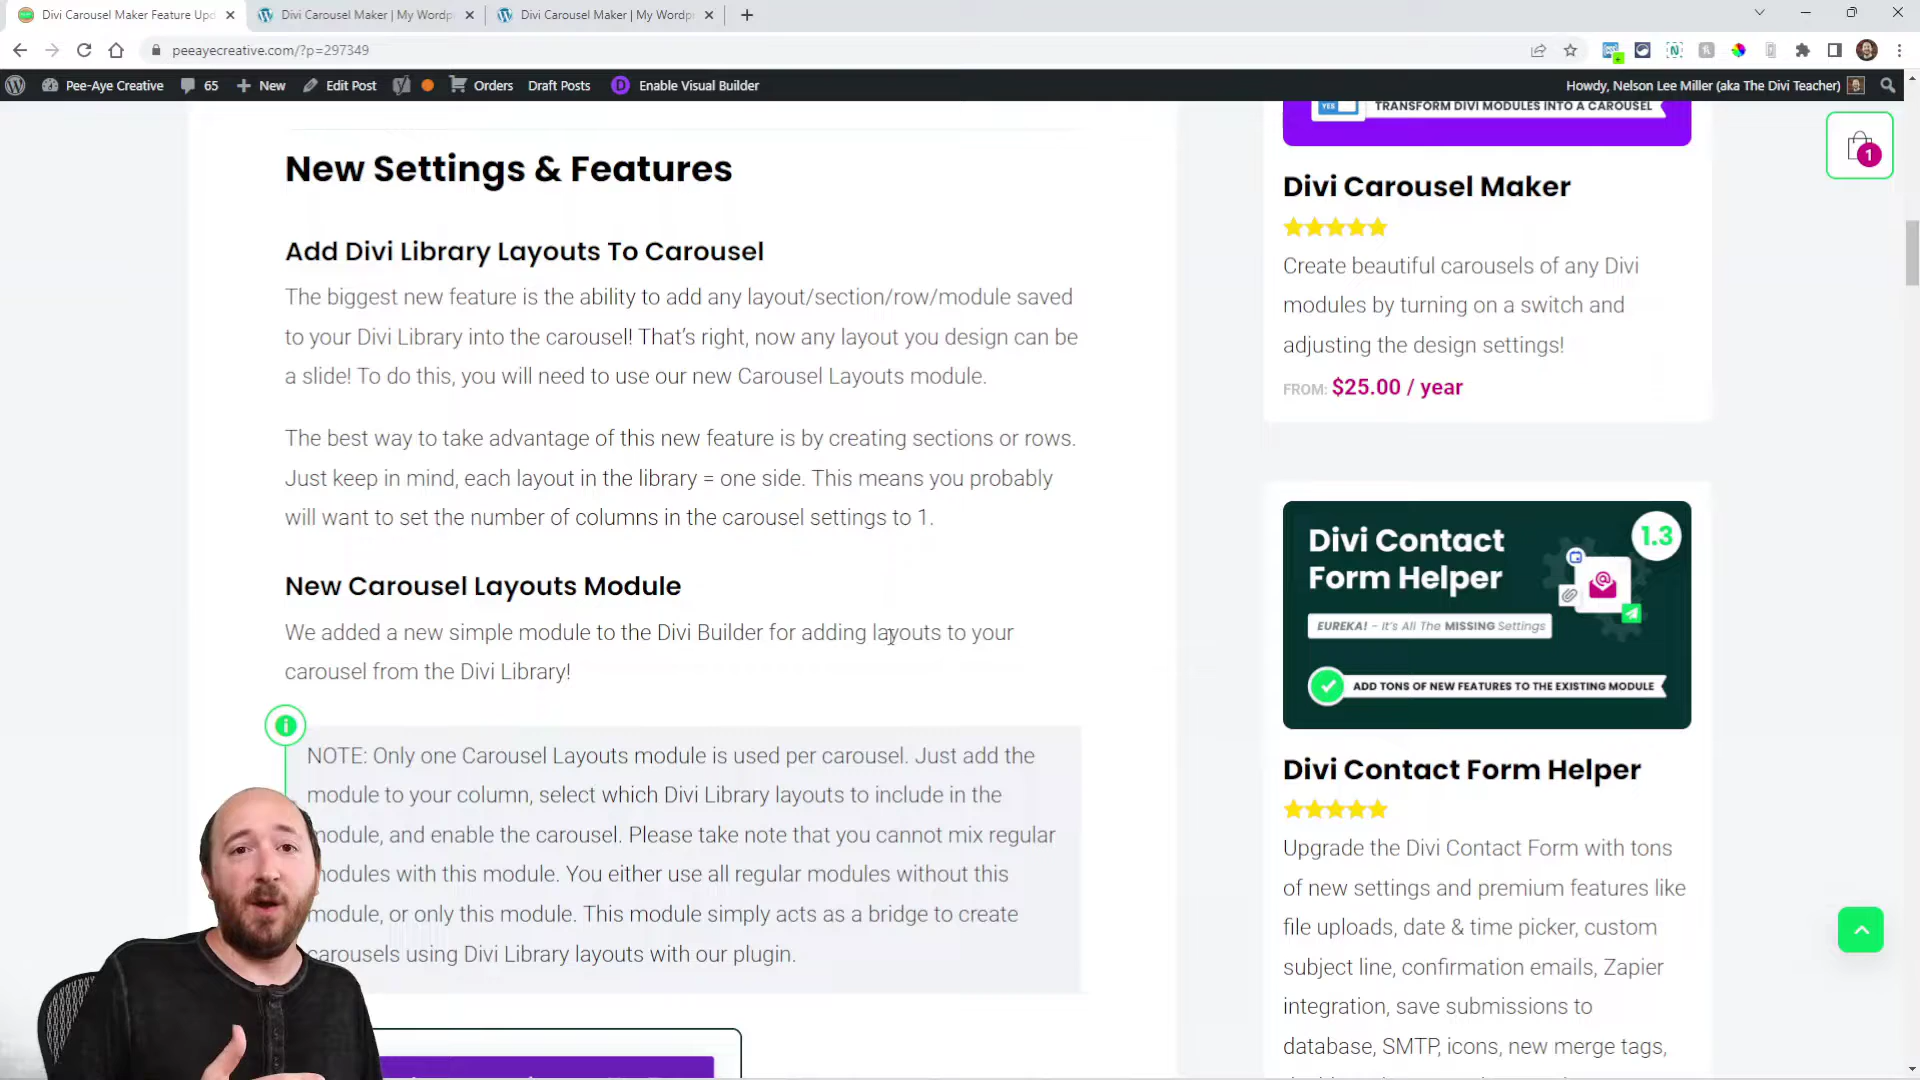 Divi Carousel Maker Feature Upd
Divi Carousel Maker | My Wordp
Divi Carousel Maker | My Wordpr
peeayecreative.com/?p=297349
Pee-Aye Creative
65
New
Edit Post
Orders
Draft Posts
D
Enable Visual Builder
Howdy, Nelson Lee Miller (aka The Divi Teacher)
New Settings & Features
Add Divi Library Layouts To Carousel
The biggest new feature is the ability to add any layout/section/row/module saved
to your Divi Library into the carousel! That's right, now any layout you design can be
a slide! To do this, you will need to use our new Carousel Layouts module.
The best way to take advantage of this new feature is by creating sections or rows.
Just keep in mind, each layout in the library = one side. This means you probably
will want to set the number of columns in the carousel settings to 1.
New Carousel Layouts Module
We added a new simple module to the Divi Builder for adding layouts to your
carousel from the Divi Library!
NOTE: Only one Carousel Layouts module is used per carousel. Just add the
module to your column, select which Divi Library layouts to include in the
module, and enable the carousel. Please take note that you cannot mix regular
modules with this module. You either use all regular modules without this
module, or only this module. This module simply acts as a bridge to create
carousels using Divi Library layouts with our plugin.
YES
TRANSFORM DIVI MODULES INTO A CAROUSEL
1
Divi Carousel Maker
Create beautiful carousels of any Divi
modules by turning on a switch and
adjusting the design settings!
FROM: $25.00 / year
Divi Contact
Form Helper
1.3
EUREKA! - It's All The MISSING Settings
ADD TONS OF NEW FEATURES TO THE EXISTING MODULE
Divi Contact Form Helper
Upgrade the Divi Contact Form with tons
of new settings and premium features like
file uploads, date & time picker, custom
subject line, confirmation emails, Zapier
integration, save submissions to
database, SMTP, icons, new merge tags,